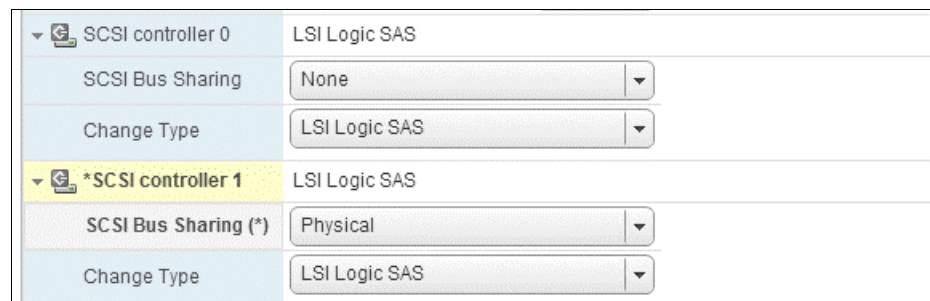 SCSI controller 0 LSI Logic SAS
SCSI Bus Sharing None
Change Type LSI Logic SAS
*SCSI controller 1 LSI Logic SAS
SCSI Bus Sharing (*) Physical
Change Type LSI Logic SAS